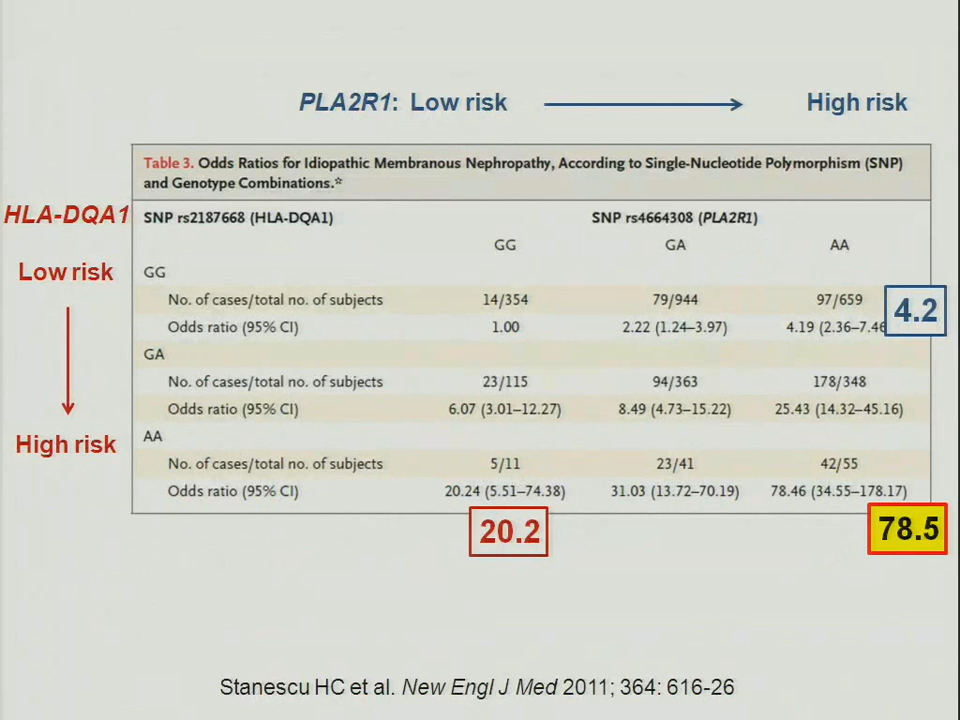 PLA2R1: Low risk High risk
Table 3. Odds Ratios for Idiopathic Membranous Nephropathy, According to Single-Nucleotide Polymorphism (SNP)
and Genotype Combinations.*
HLA-DQA1 SNP rs2187668 (HLA-DQA1) SNP rs4664308 (PLA2R1)
GG GA AA
Low risk GG
No. of cases/total no. of subjects 14/354 79/944 97/659
4.2
Odds ratio (95% CI) 1.00 2.22 (1.24–3.97) 4.19 (2.36–7.46
GA
No. of cases/total no. of subjects 23/115 94/363 178/348
Odds ratio (95% CI) 6.07 (3.01–12.27) 8.49 (4.73–15.22) 25.43 (14.32–45.16)
High risk AA
No. of cases/total no. of subjects 5/11 23/41 42/55
Odds ratio (95% CI) 20.24 (5.51–74.38) 31.03 (13.72–70.19) 78.46 (34.55–178.17)
20.2 78.5
Stanescu HC et al. New Engl J Med 2011; 364: 616-26